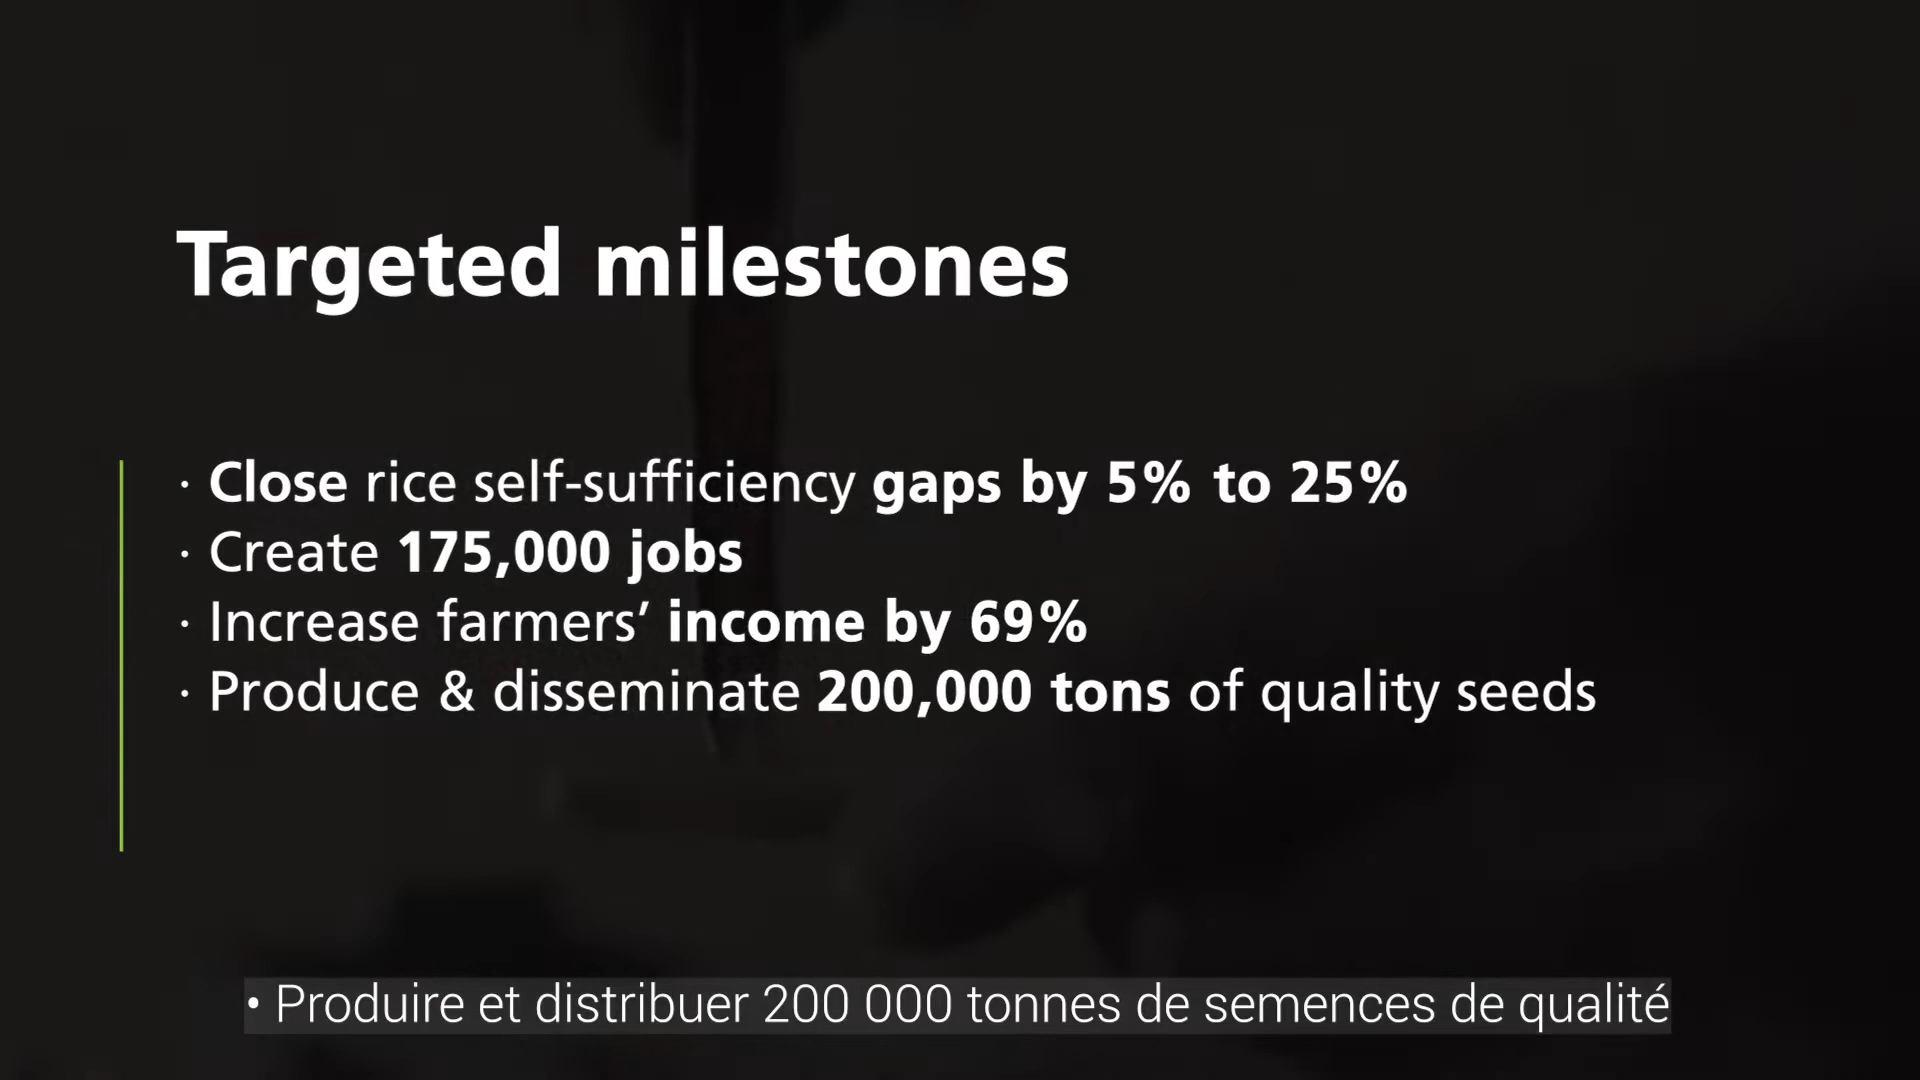 Targeted milestones
· Close rice self-sufficiency gaps by 5% to 25%
· Create 175,000 jobs
· Increase farmers’ income by 69%
· Produce & disseminate 200,000 tons of quality seeds
• Produire et distribuer 200 000 tonnes de semences de qualité